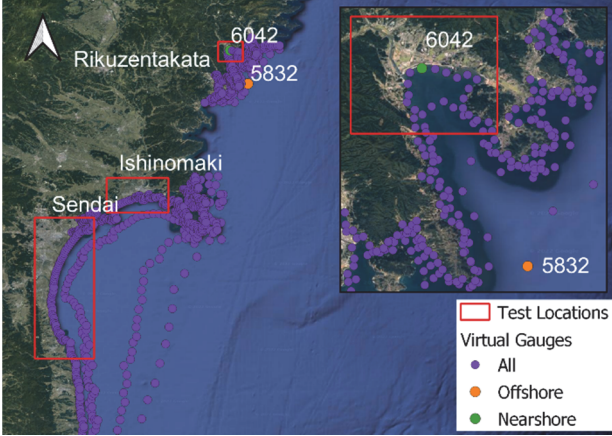 6042
Rikuzentakata
5832
Ishinomaki
Sendai
6042
5832
Test Locations
Virtual Gauges
All
Offshore
Nearshore